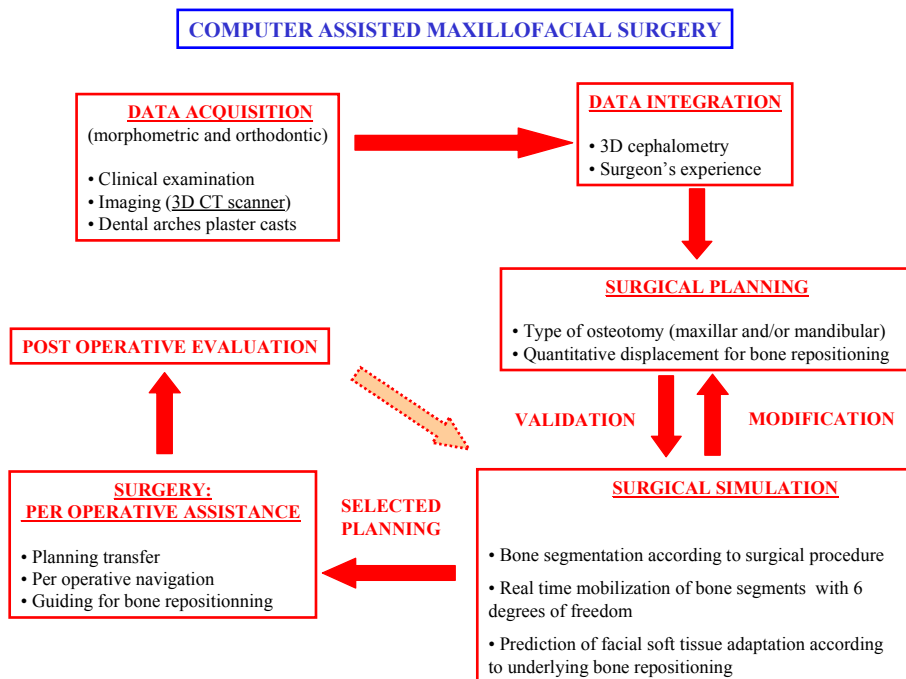 COMPUTER ASSISTED MAXILLOFACIAL SURGERY
DATA ACQUISITION
(morphometric and orthodontic)
• Clinical examination
• Imaging (3D CT scanner)
• Dental arches plaster casts
DATA INTEGRATION
• 3D cephalometry
• Surgeon's experience
SURGICAL PLANNING
• Type of osteotomy (maxillar and/or mandibular)
• Quantitative displacement for bone repositioning
VALIDATION
MODIFICATION
SURGICAL SIMULATION
• Bone segmentation according to surgical procedure
• Real time mobilization of bone segments with 6
degrees of freedom
• Prediction of facial soft tissue adaptation according
to underlying bone repositioning
SELECTED
PLANNING
SURGERY:
PER OPERATIVE ASSISTANCE
• Planning transfer
• Per operative navigation
• Guiding for bone repositionning
POST OPERATIVE EVALUATION